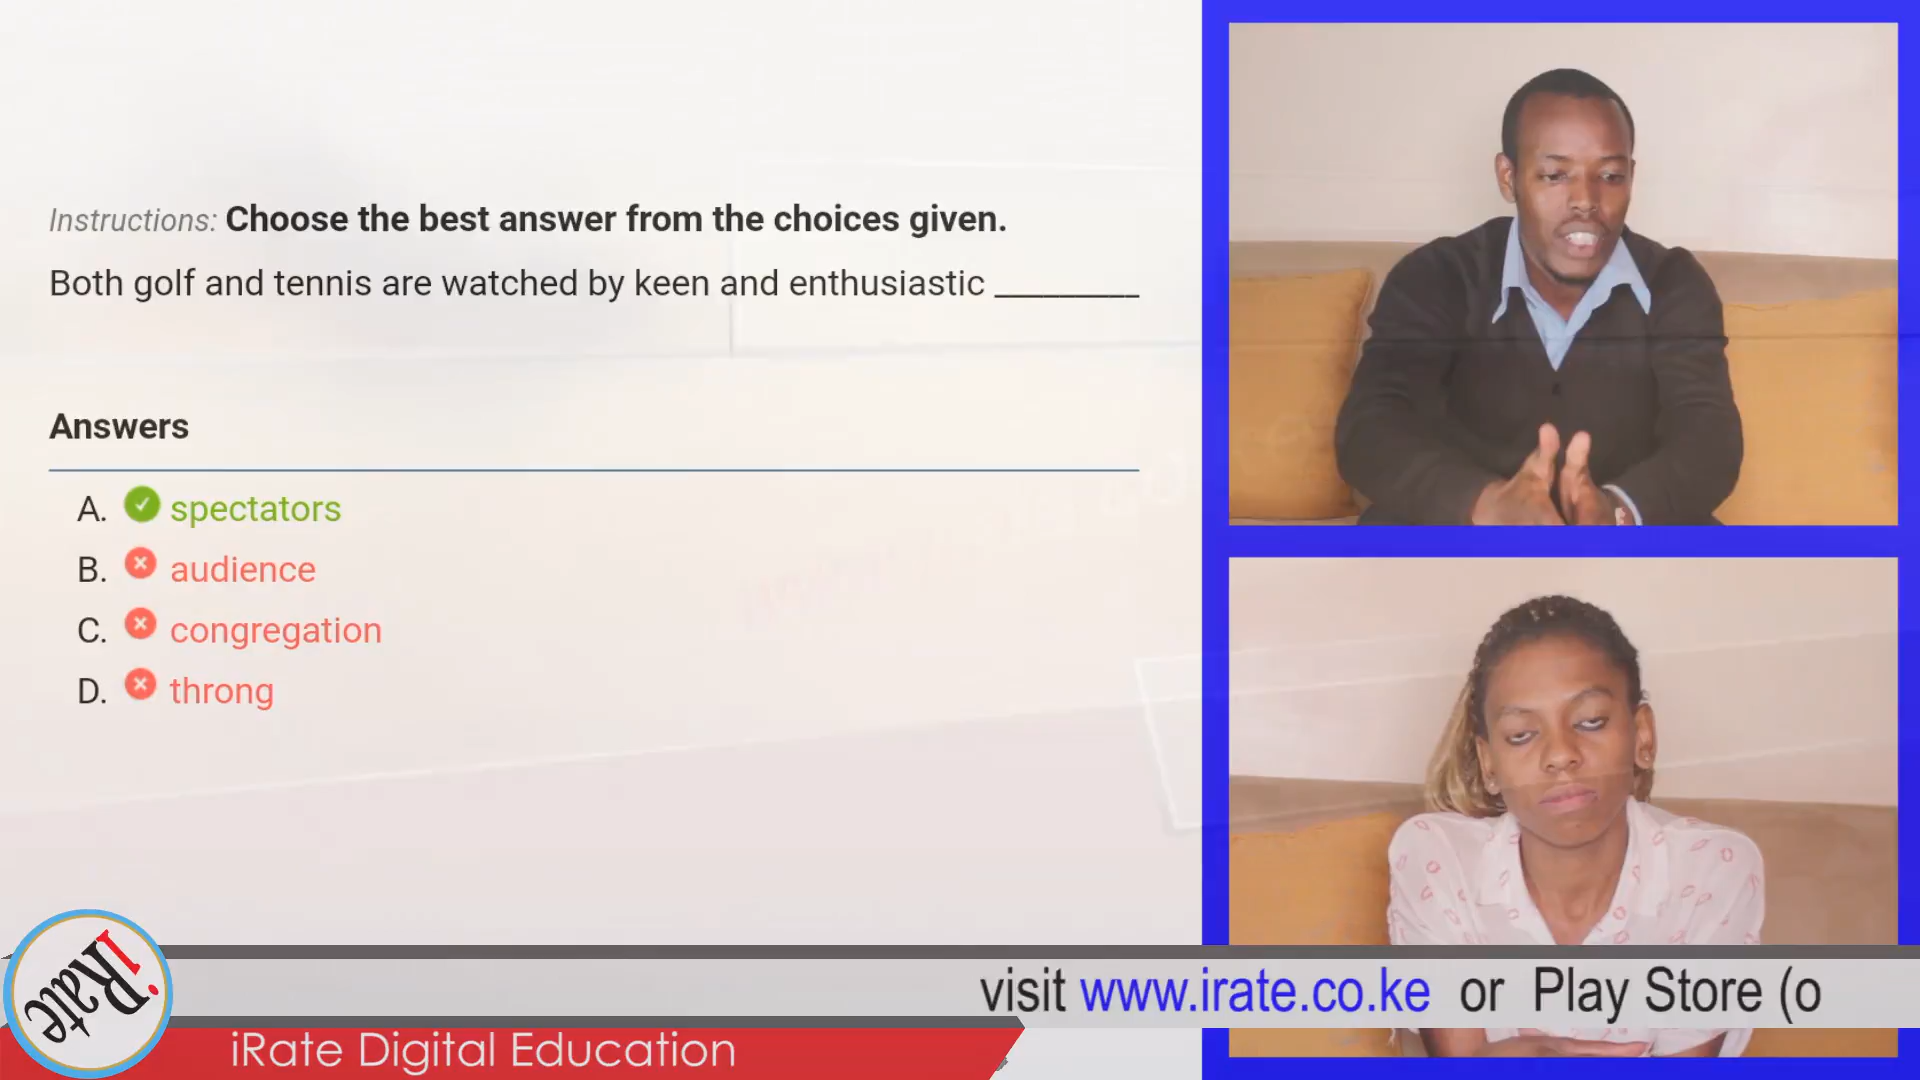 Instructions: Choose the best answer from the choices given.
Both golf and tennis are watched by keen and enthusiastic _________
Answers
A. spectators
B. audience
C. congregation
D. throng
iRate
visit www.irate.co.ke or Play Store (o
iRate Digital Education